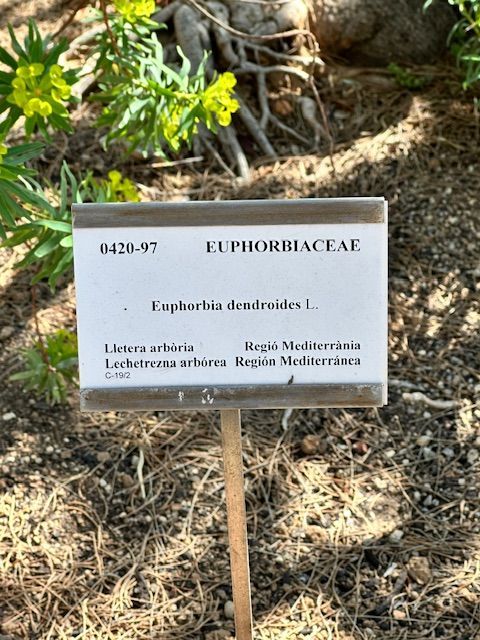 0420-97 EUPHORBIACEAE
Euphorbia dendroides L.
Lletera arbòria Regió Mediterrània
Lechetrezna arbórea Región Mediterránea
C-19/2